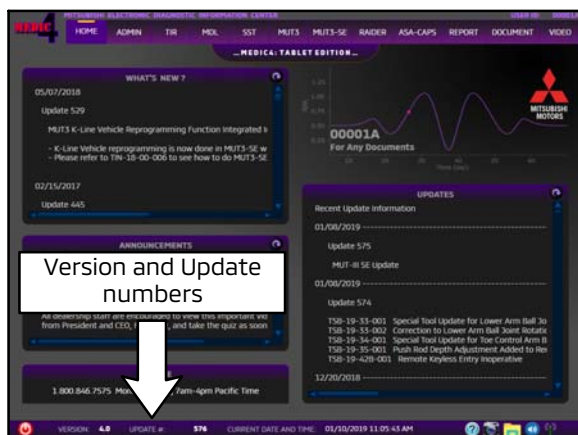 MITSUBISHI ELECTRONIC DIAGNOSTIC INFORMATION CENTER
USER ID: 00001A
MEDIC 4
HOME ADMIN TIR MDL SST MUT3 MUT3-SE RAIDER ASA-CAPS REPORT DOCUMENT VIDEO
...MEDIC4: TABLET EDITION...
WHAT'S NEW ?
05/07/2018
Update 529
MUT3 K-Line Vehicle Reprogramming Function Integrated
- K-Line Vehicle reprogramming is now done in MUT3-SE w
- Please refer to TIN-18-00-006 to see how to do MUT3-SE
02/15/2017
Update 445
00001A
For Any Documents
MITSUBISHI
MOTORS
UPDATES
Recent Update Information
01/08/2019
Update 575
MUT-III SE Update
01/08/2019
Update 574
TSB-19-33-001 Special Tool Update for Lower Arm Ball Jo
TSB-19-33-002 Correction to Lower Arm Ball Joint Rotatio
TSB-19-34-001 Special Tool Update for Toe Control Arm B
TSB-19-35-001 Push Rod Depth Adjustment Added to Re
TSB-19-42B-001 Remote Keyless Entry Inoperative
12/20/2018
ANNOUNCEMENTS
Version and Update
numbers
All dealership staff are encouraged to view this important vid
from President and CEO, and take the quiz as soon
1.800.846.7575 Mon 7am-4pm Pacific Time
VERSION: 4.0 UPDATE #: 576 CURRENT DATE AND TIME: 01/10/2019 11:05:43 AM